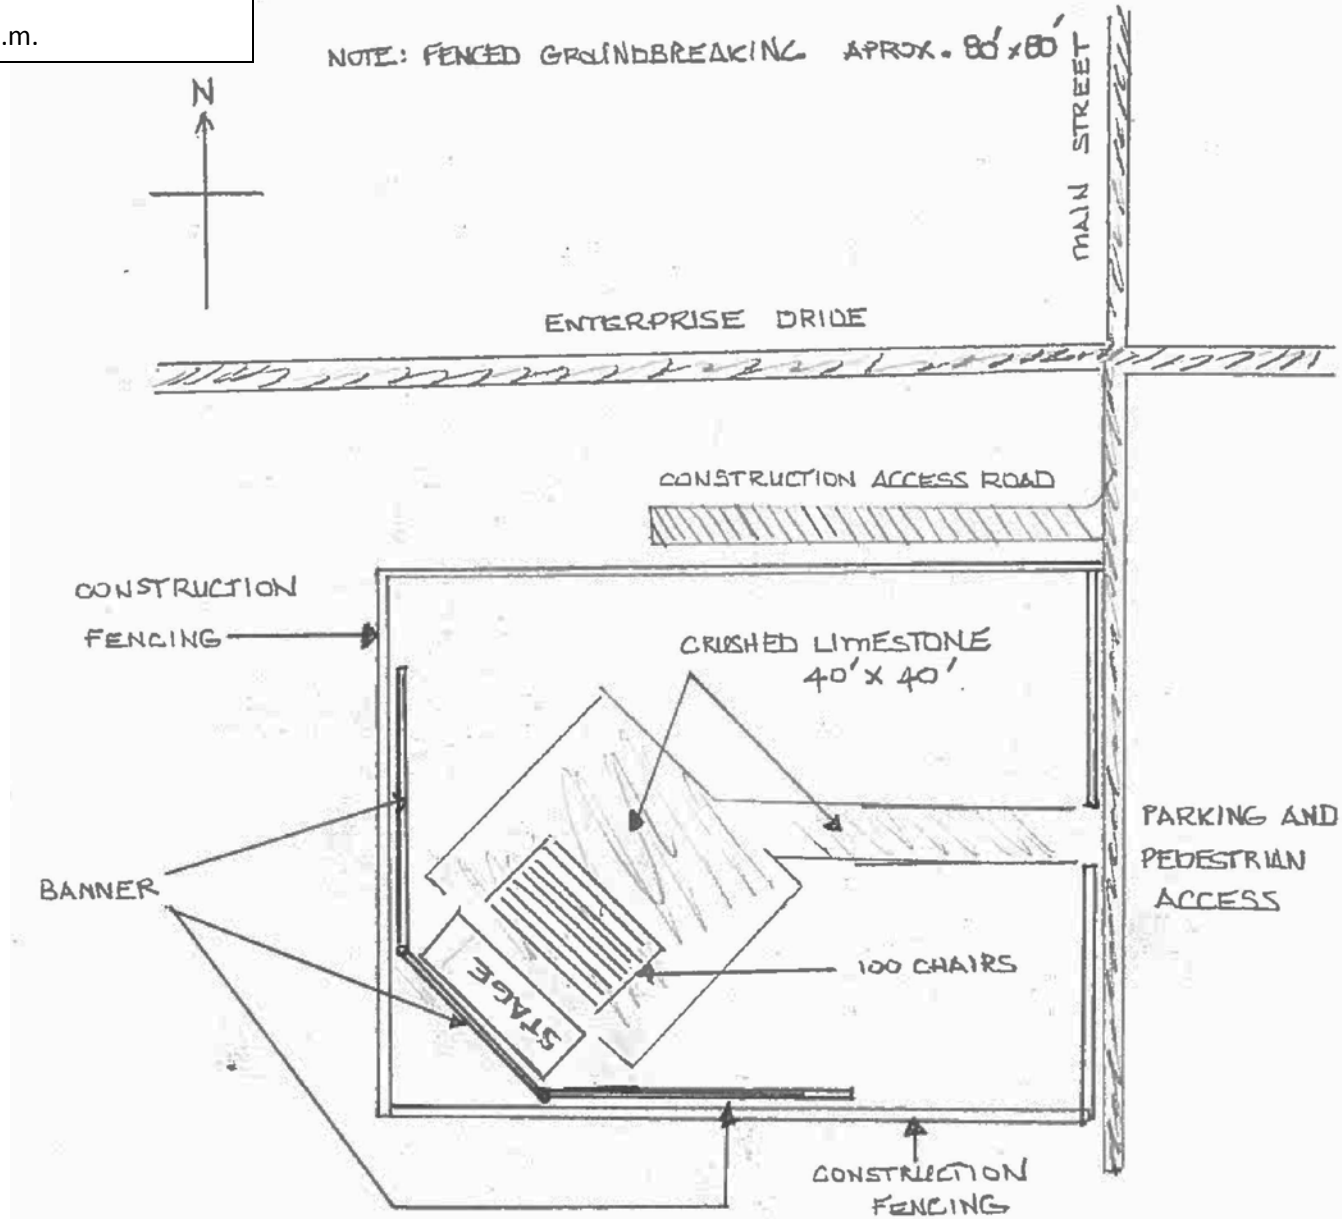 .m.
NOTE: FENCED GROUNDBREAKING APROX. 80' x 80'
N
MAIN STREET
ENTERPRISE DRIVE
CONSTRUCTION ACCESS ROAD
CONSTRUCTION
FENCING
CRUSHED LIMESTONE
40' X 40'.
PARKING AND
PEDESTRIAN
ACCESS
BANNER
100 CHAIRS
STAGE
CONSTRUCTION
FENCING